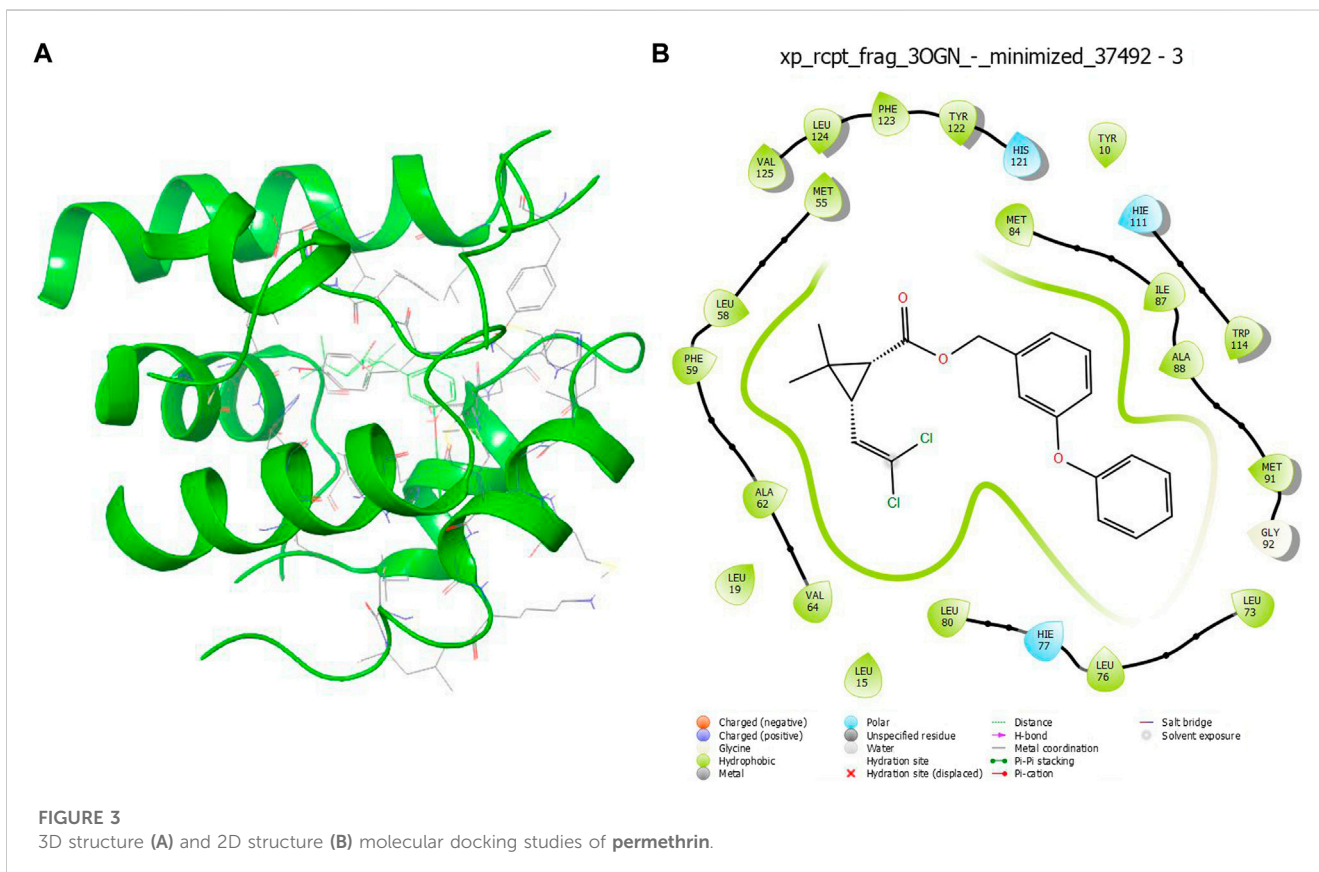 A
B
xp_rcpt_frag_3OGN_-_minimized_37492 - 3
PHE
123
TYR
122
LEU
124
HIS
121
TYR
10
VAL
125
MET
55
HIE
111
MET
84
ILE
87
LEU
58
TRP
114
PHE
59
ALA
88
O
O
Cl
Cl
O
MET
91
ALA
62
GLY
92
LEU
19
VAL
64
LEU
80
HIE
77
LEU
73
LEU
76
LEU
15
Charged (negative)
Charged (positive)
Glycine
Hydrophobic
Metal
Polar
Unspecified residue
Water
Hydration site
Hydration site (displaced)
Distance
H-bond
Metal coordination
Pi-Pi stacking
Pi-cation
Salt bridge
Solvent exposure
FIGURE 3
3D structure (A) and 2D structure (B) molecular docking studies of permethrin.